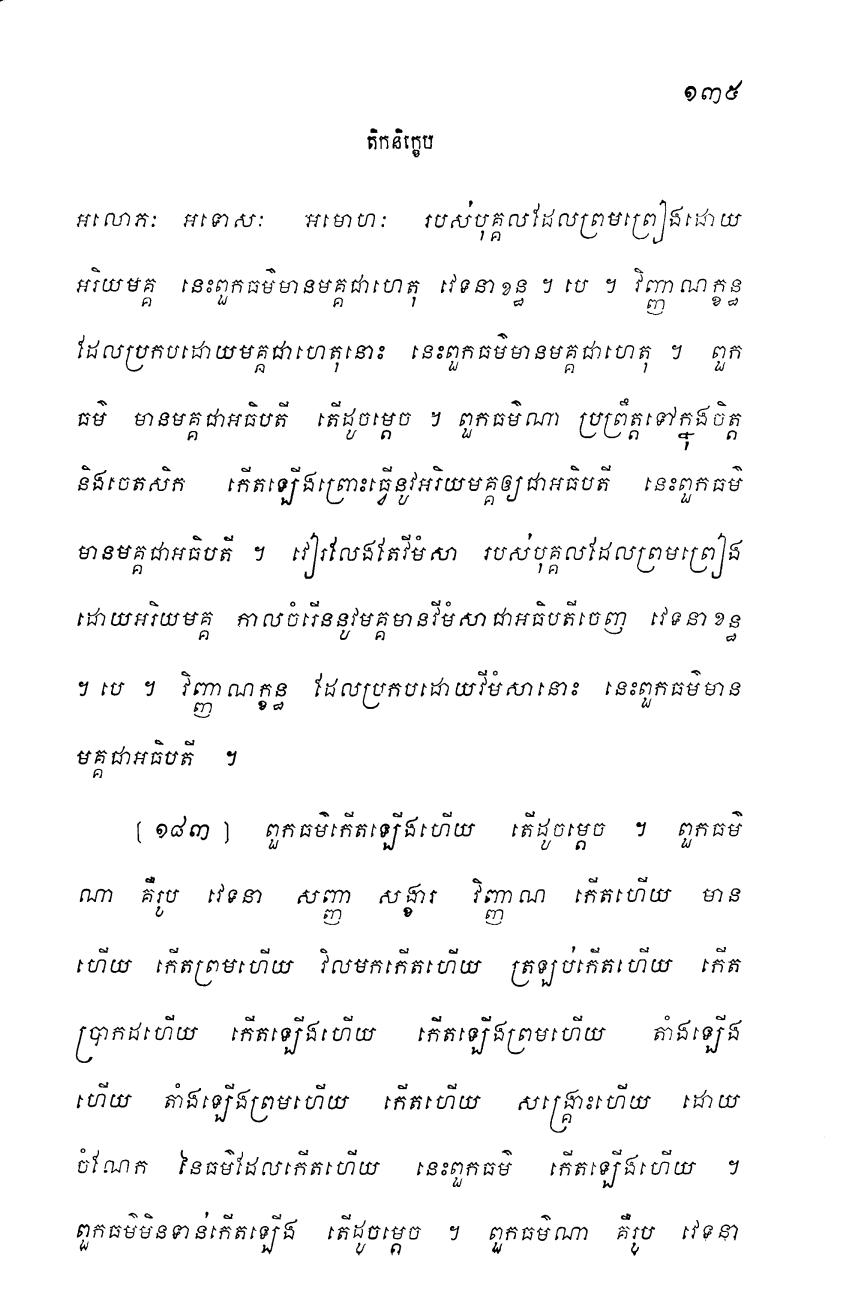 ១៣៥
តិកនិក្ខេប
អលោភៈ អទោសៈ អមោហៈ របស់បុគ្គលដែលព្រមព្រៀងដោយ
អរិយមគ្គ នេះពួកធម៌មានមគ្គជាហេតុ វេទនាខន្ធ ។ បេ ។ វិញ្ញាណក្ខន្ធ
ដែលប្រកបដោយមគ្គជាហេតុនោះ នេះពួកធម៌មានមគ្គជាហេតុ ។ ពួក
ធម៌ មានមគ្គជាអធិបតី តើដូចម្តេច ។ ពួកធម៌ណា ប្រព្រឹត្តទៅក្នុងចិត្ត
និងចេតសិក កើតឡើងព្រោះធ្វើនូវអរិយមគ្គឲ្យជាអធិបតី នេះពួកធម៌
មានមគ្គជាអធិបតី ។ វៀរលែងតែវីមំសា របស់បុគ្គលដែលព្រមព្រៀង
ដោយអរិយមគ្គ កាលចំរើននូវមគ្គមានវីមំសាជាអធិបតីចេញ វេទនាខន្ធ
។ បេ ។ វិញ្ញាណក្ខន្ធ ដែលប្រកបដោយវីមំសានោះ នេះពួកធម៌មាន
មគ្គជាអធិបតី ។
[ ១៨៣ ] ពួកធម៌កើតឡើងហើយ តើដូចម្តេច ។ ពួកធម៌
ណា គឺរូប វេទនា សញ្ញា សង្ខារ វិញ្ញាណ កើតហើយ មាន
ហើយ កើតព្រមហើយ វិលមកកើតហើយ ត្រឡប់កើតហើយ កើត
ប្រាកដហើយ កើតឡើងហើយ កើតឡើងព្រមហើយ តាំងឡើង
ហើយ តាំងឡើងព្រមហើយ កើតហើយ សង្គ្រោះហើយ ដោយ
ចំណែក នៃធម៌ដែលកើតហើយ នេះពួកធម៌ កើតឡើងហើយ ។
ពួកធម៌មិនទាន់កើតឡើង តើដូចម្តេច ។ ពួកធម៌ណា គឺរូប វេទនា